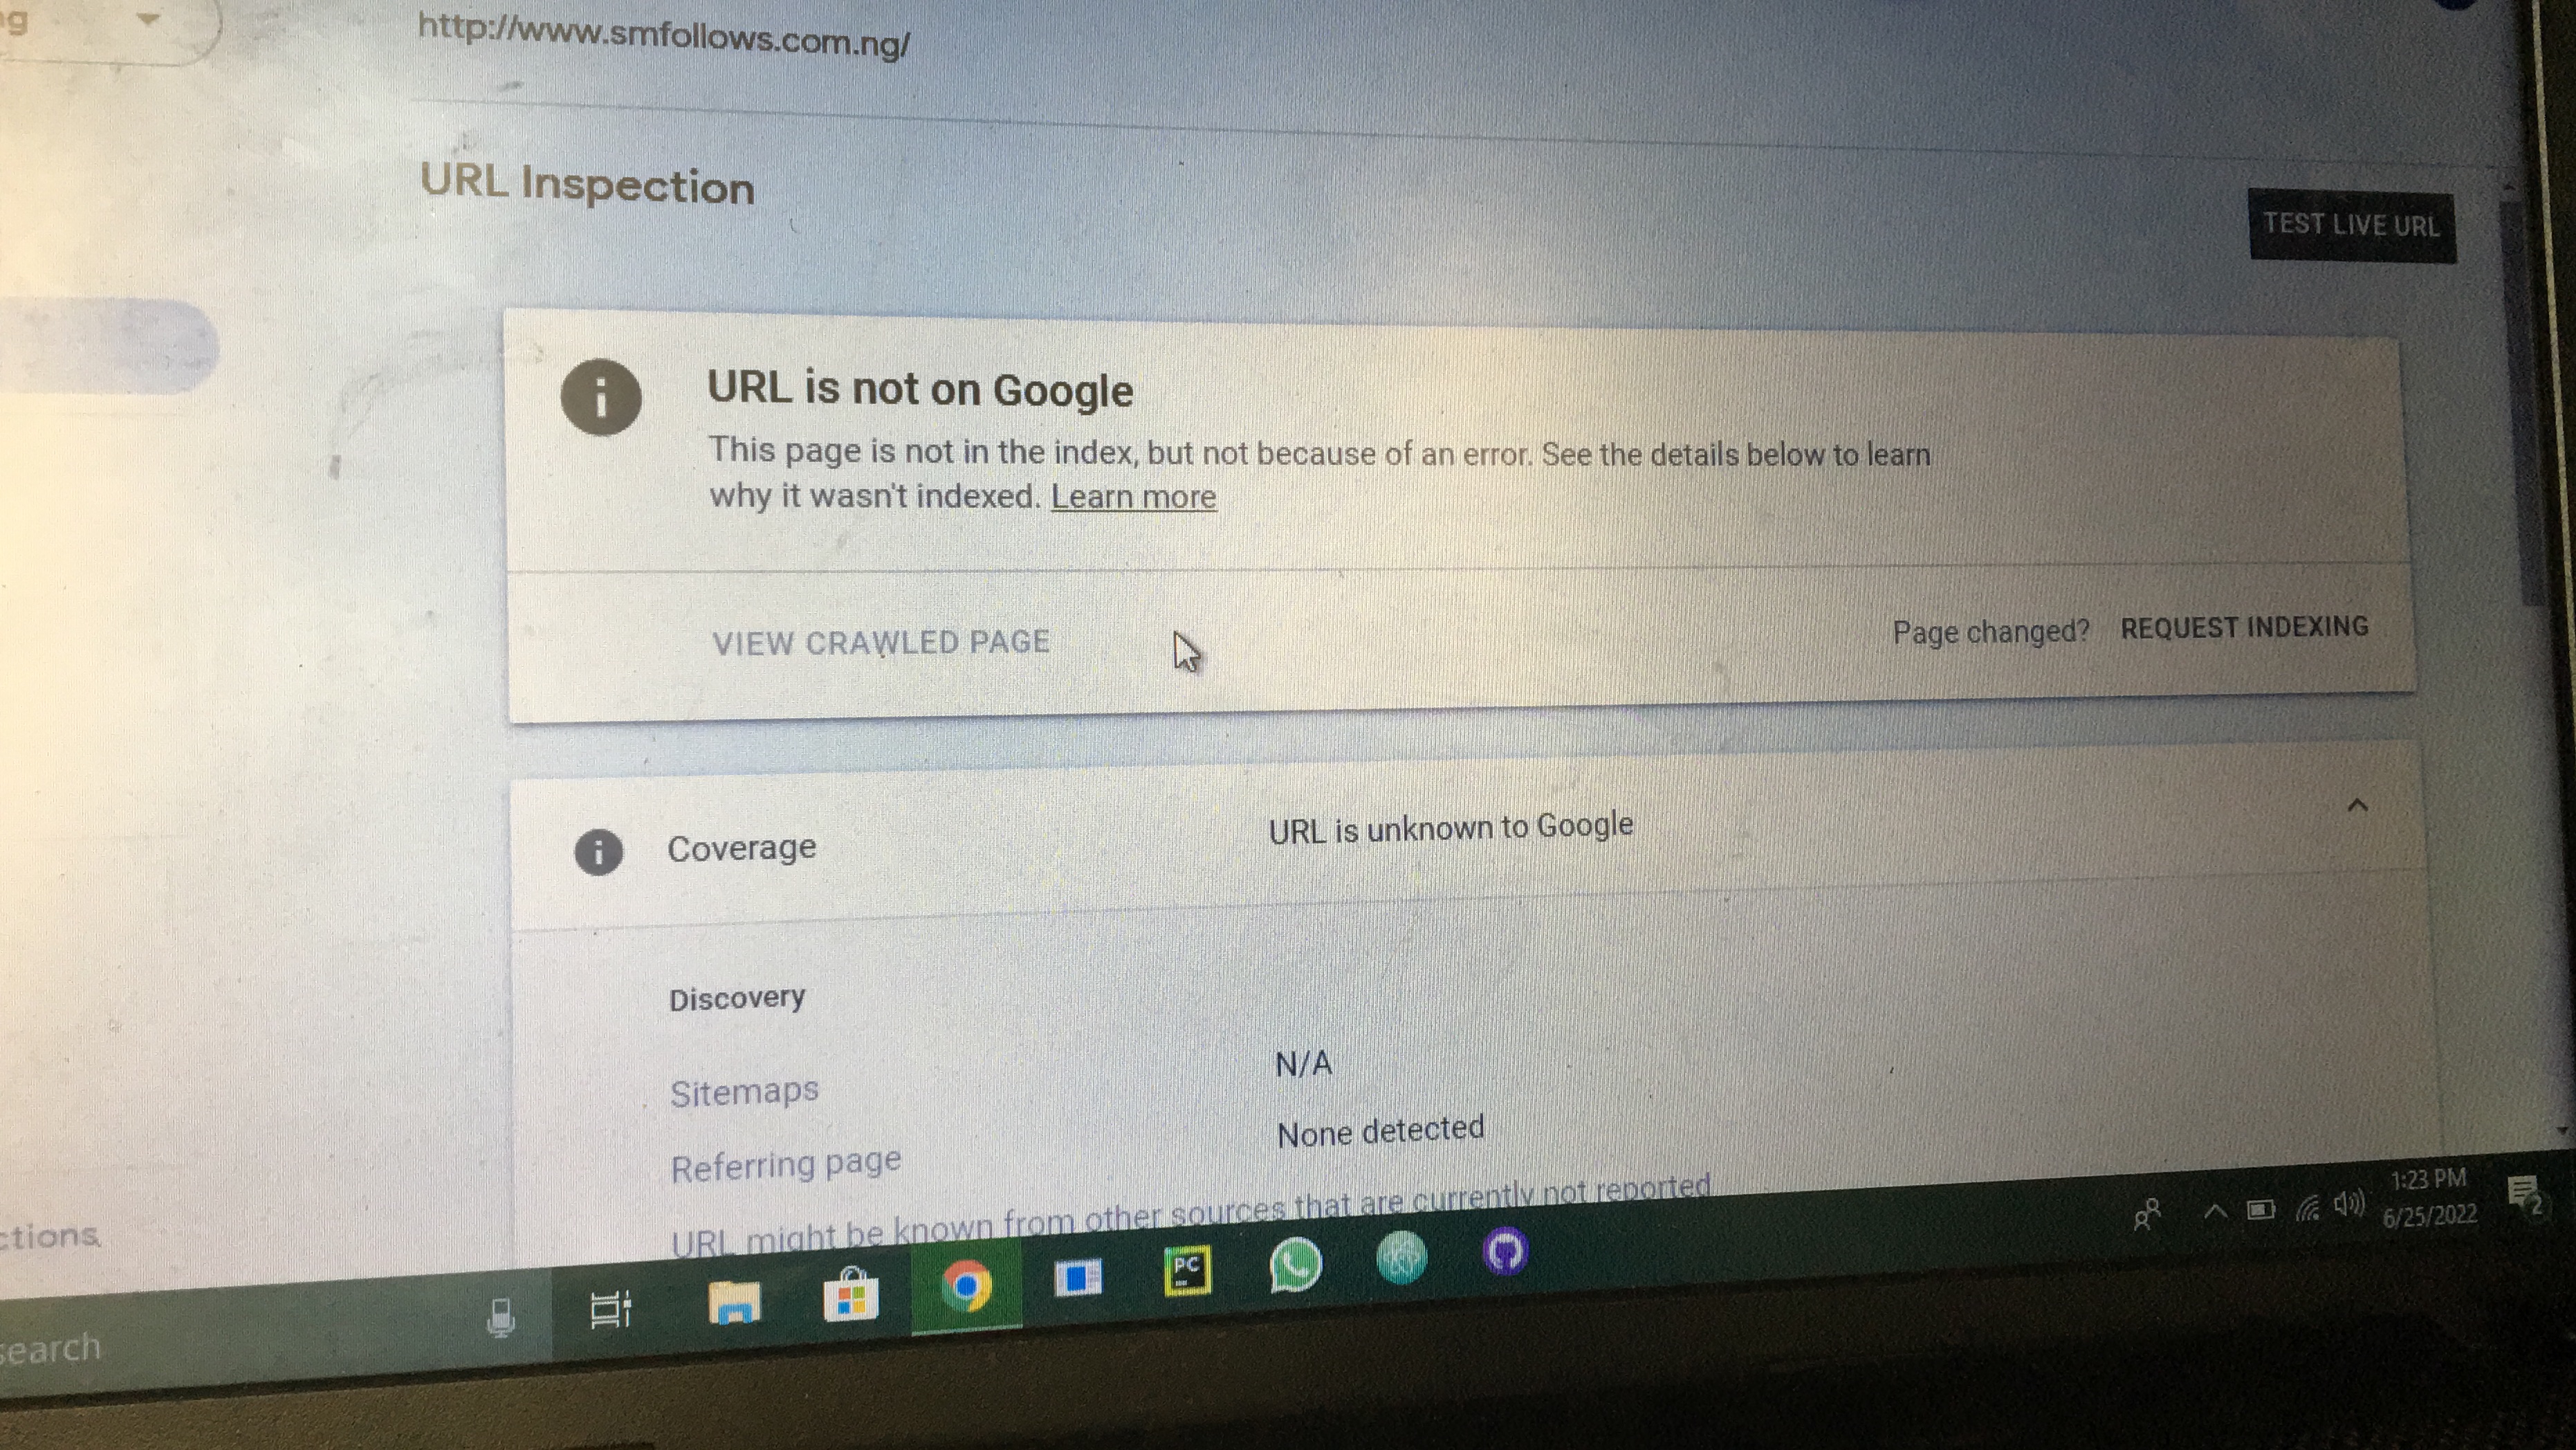 http://www.smfollows.com.ng/
URL Inspection
TEST LIVE URL
URL is not on Google
This page is not in the index, but not because of an error. See the details below to learn
why it wasn't indexed. Learn more
VIEW CRAWLED PAGE
Page changed? REQUEST INDEXING
Coverage
URL is unknown to Google
Discovery
Sitemaps
N/A
Referring page
None detected
URL might be known from other sources that are currently not reported
PC
1:23 PM
6/25/2022
2